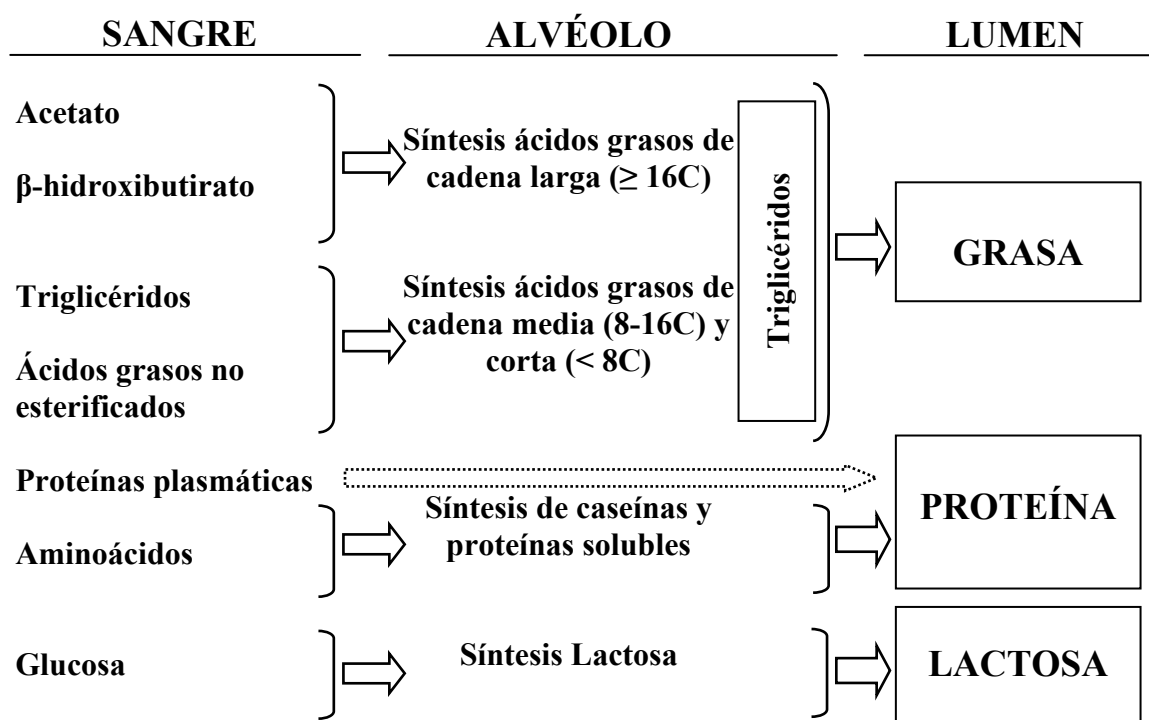 SANGRE
ALVÉOLO
LUMEN
Acetato
β-hidroxibutirato
Síntesis ácidos grasos de
cadena larga (≥ 16C)
Triglicéridos
Ácidos grasos no
esterificados
Síntesis ácidos grasos de
cadena media (8-16C) y
corta (< 8C)
Triglicéridos
GRASA
Proteínas plasmáticas
Aminoácidos
Síntesis de caseínas y
proteínas solubles
PROTEÍNA
Glucosa
Síntesis Lactosa
LACTOSA